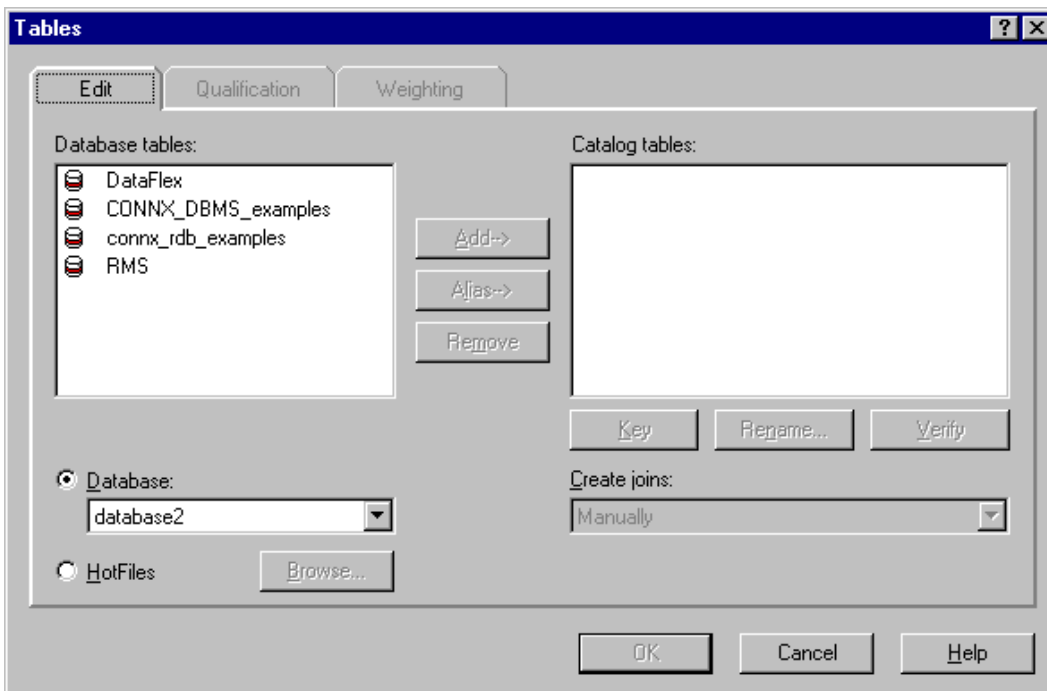 Tables
Edit
Qualification
Weighting
Database tables:
DataFlex
CONNX_DBMS_examples
connx_rdb_examples
RMS
Add-->
Alias-->
Remove
Catalog tables:
Key
Rename...
Verify
Database:
database2
HotFiles
Browse...
Create joins:
Manually
OK
Cancel
Help